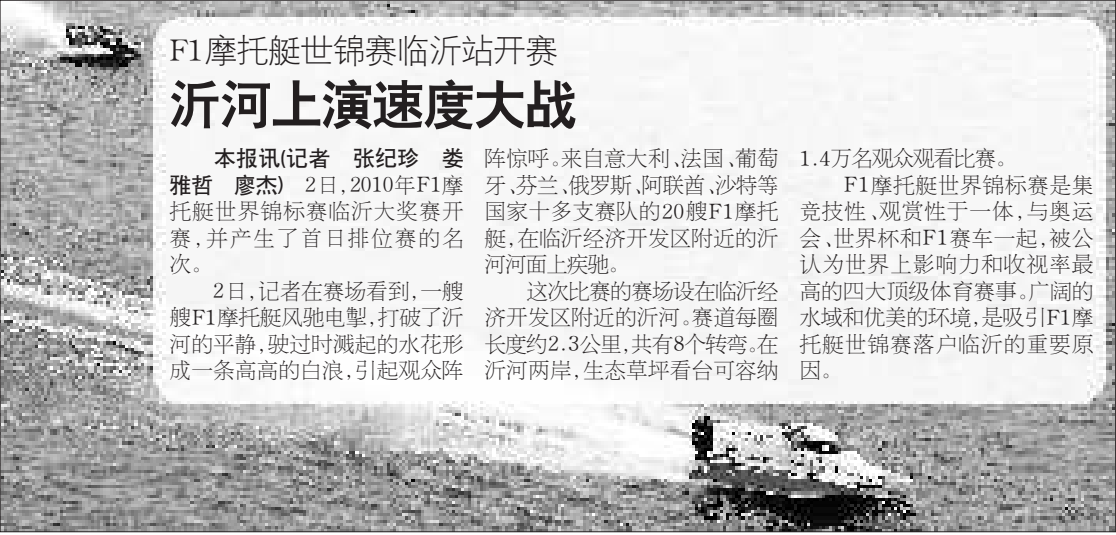 F1摩托艇世锦赛临沂站开赛
沂河上演速度大战
本报讯(记者 张纪珍 娄
雅哲 廖杰) 2日,2010年F1摩
托艇世界锦标赛临沂大奖赛开
赛,并产生了首日排位赛的名
次。
2日,记者在赛场看到,一艘
艘F1摩托艇风驰电掣,打破了沂
河的平静,驶过时溅起的水花形
成一条高高的白浪,引起观众阵
阵惊呼。来自意大利、法国、葡萄
牙、芬兰、俄罗斯、阿联酋、沙特等
国家十多支赛队的20艘F1摩托
艇,在临沂经济开发区附近的沂
河河面上疾驰。
这次比赛的赛场设在临沂经
济开发区附近的沂河。赛道每圈
长度约2.3公里,共有8个转弯。在
沂河两岸,生态草坪看台可容纳
1.4万名观众观看比赛。
F1摩托艇世界锦标赛是集
竞技性、观赏性于一体,与奥运
会、世界杯和F1赛车一起,被公
认为世界上影响力和收视率最
高的四大顶级体育赛事。广阔的
水域和优美的环境,是吸引F1摩
托艇世锦赛落户临沂的重要原
因。